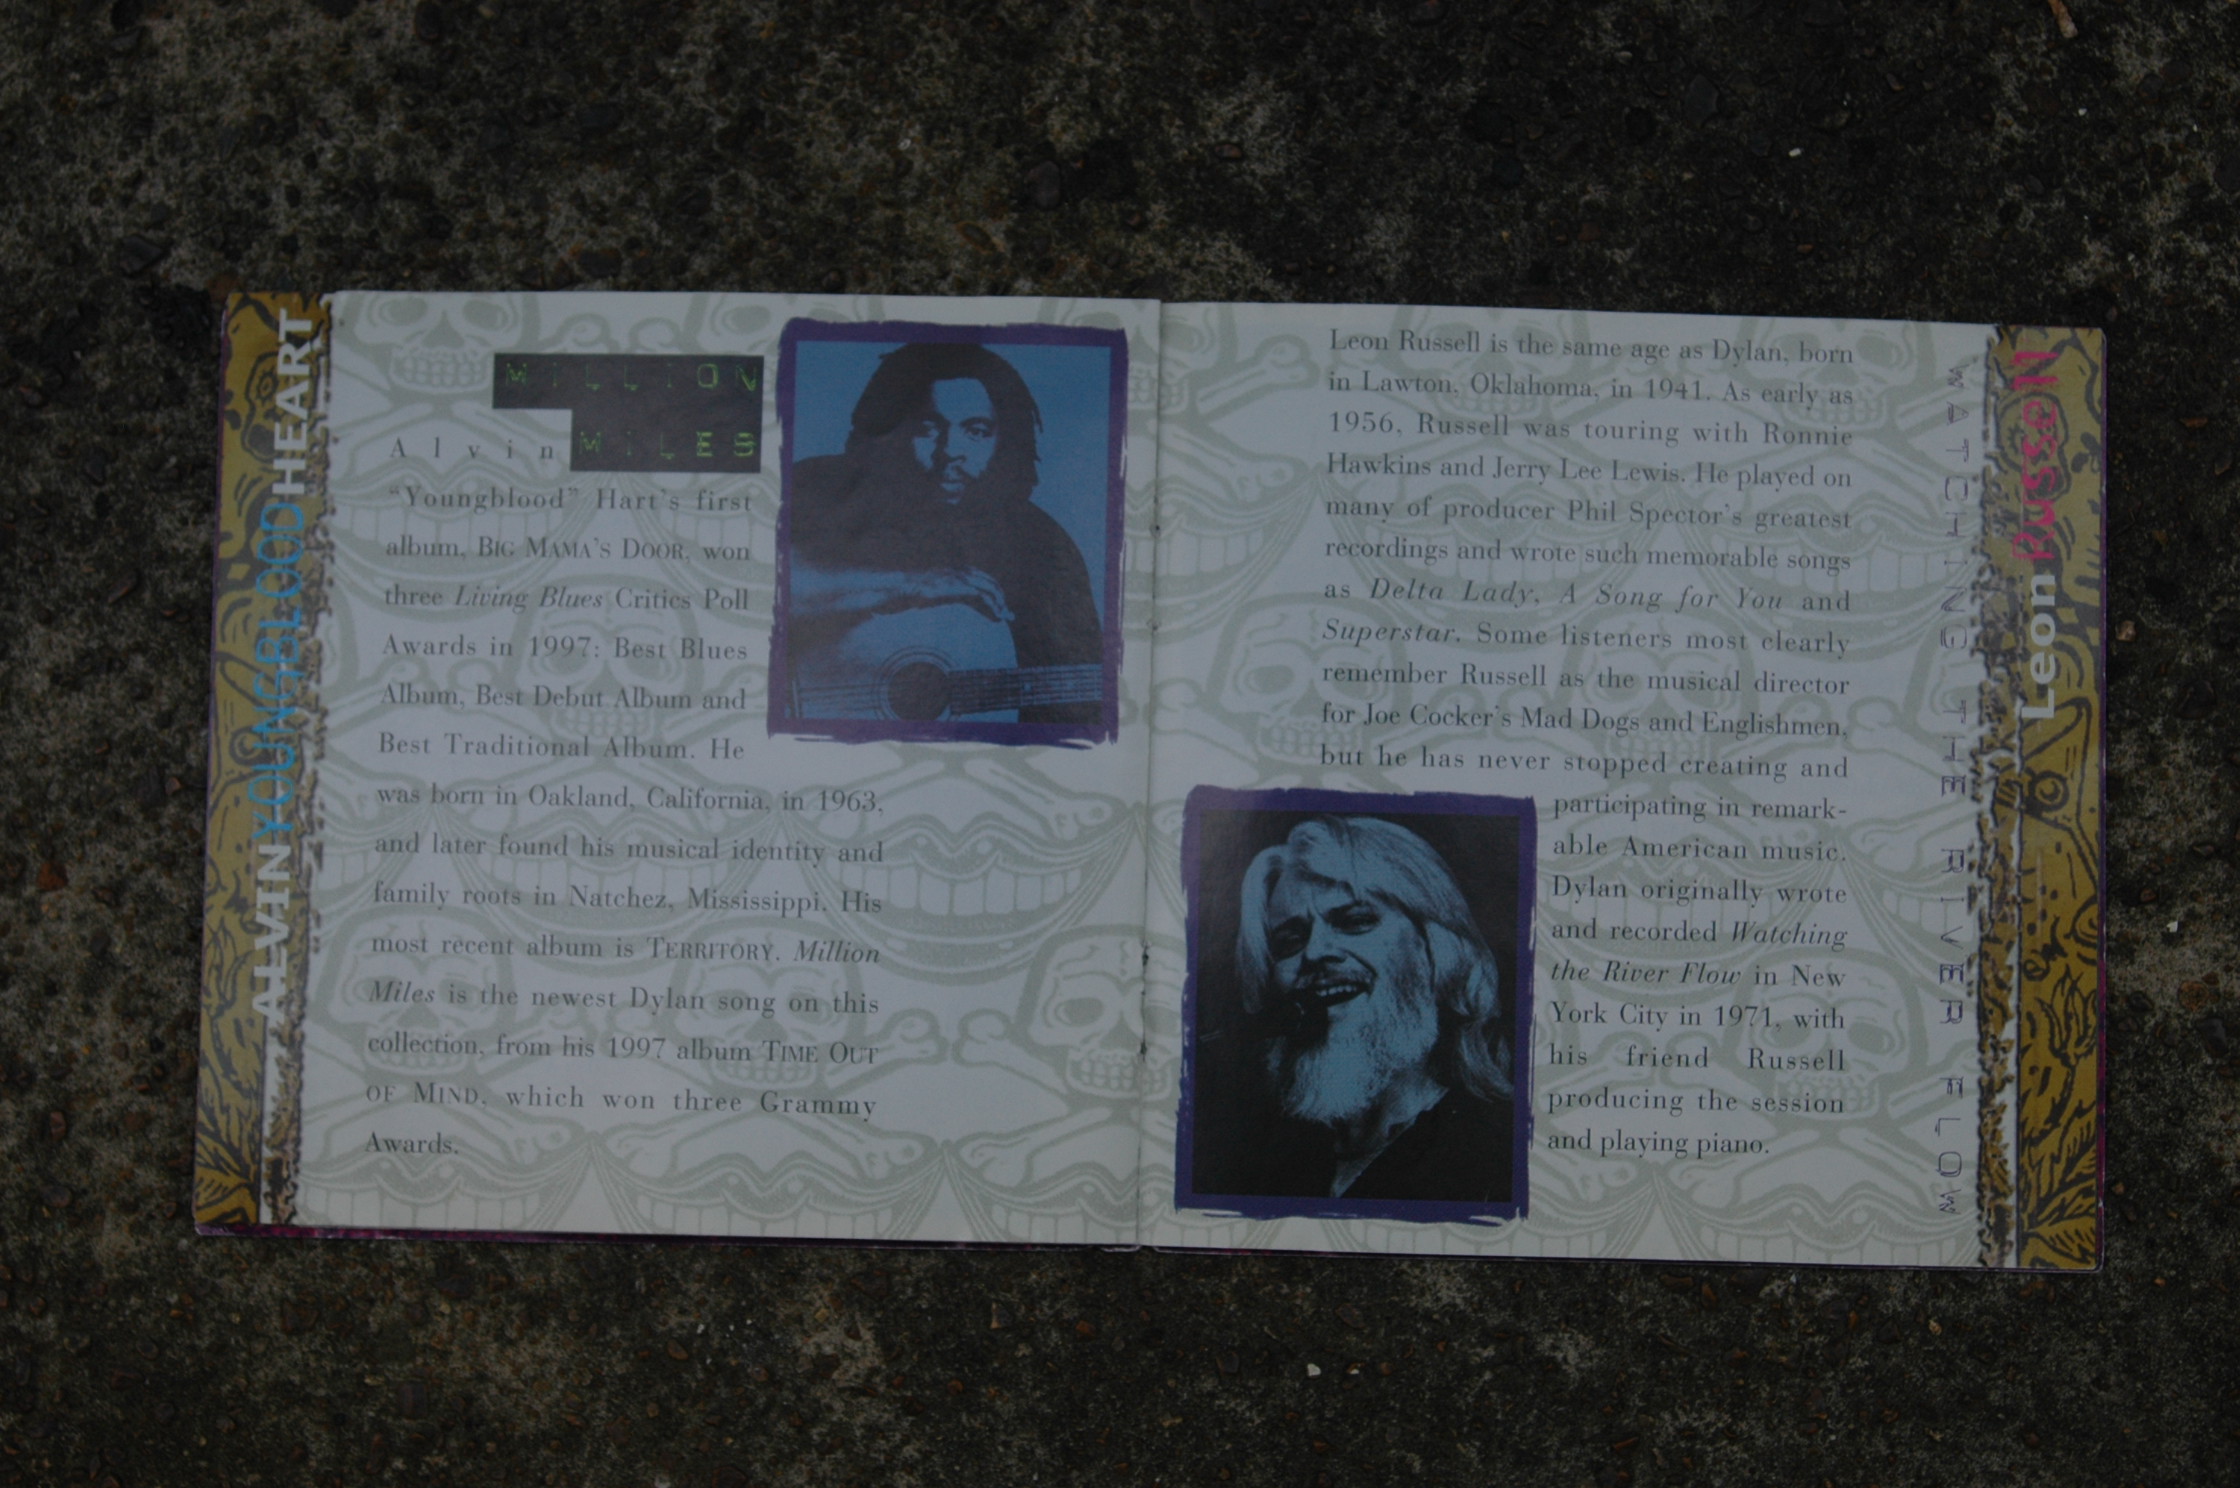 ALVINYOUNGBLOODHEART
MILLION
MILES
Alvin
"Youngblood" Hart's first
album, BIG MAMA'S DOOR, won
three Living Blues Critics Poll
Awards in 1997: Best Blues
Album, Best Debut Album and
Best Traditional Album. He
was born in Oakland, California, in 1963,
and later found his musical identity and
family roots in Natchez, Mississippi. His
most recent album is TERRITORY. Million
Miles is the newest Dylan song on this
collection, from his 1997 album TIME OUT
OF MIND, which won three Grammy
Awards.
Leon Russell
WATCHING THE RIVER FLOW
Leon Russell is the same age as Dylan, born
in Lawton, Oklahoma, in 1941. As early as
1956, Russell was touring with Ronnie
Hawkins and Jerry Lee Lewis. He played on
many of producer Phil Spector's greatest
recordings and wrote such memorable songs
as Delta Lady, A Song for You and
Superstar. Some listeners most clearly
remember Russell as the musical director
for Joe Cocker's Mad Dogs and Englishmen,
but he has never stopped creating and
participating in remark-
able American music.
Dylan originally wrote
and recorded Watching
the River Flow in New
York City in 1971, with
his friend Russell
producing the session
and playing piano.